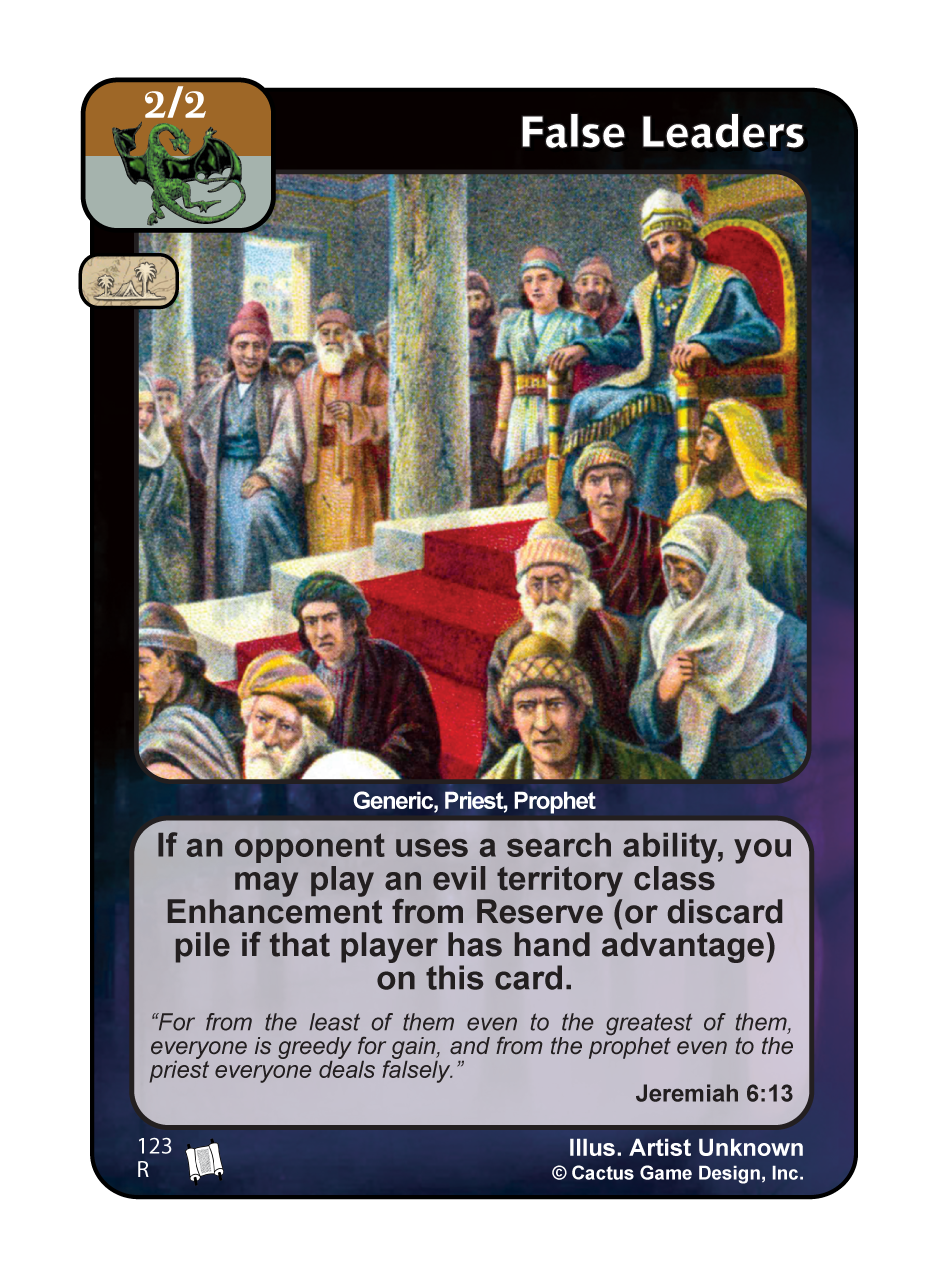 2/2
False Leaders
Generic, Priest, Prophet
If an opponent uses a search ability, you
may play an evil territory class
Enhancement from Reserve (or discard
pile if that player has hand advantage)
on this card.
“For from the least of them even to the greatest of them,
everyone is greedy for gain, and from the prophet even to the
priest everyone deals falsely.”
Jeremiah 6:13
123
R
Illus. Artist Unknown
© Cactus Game Design, Inc.